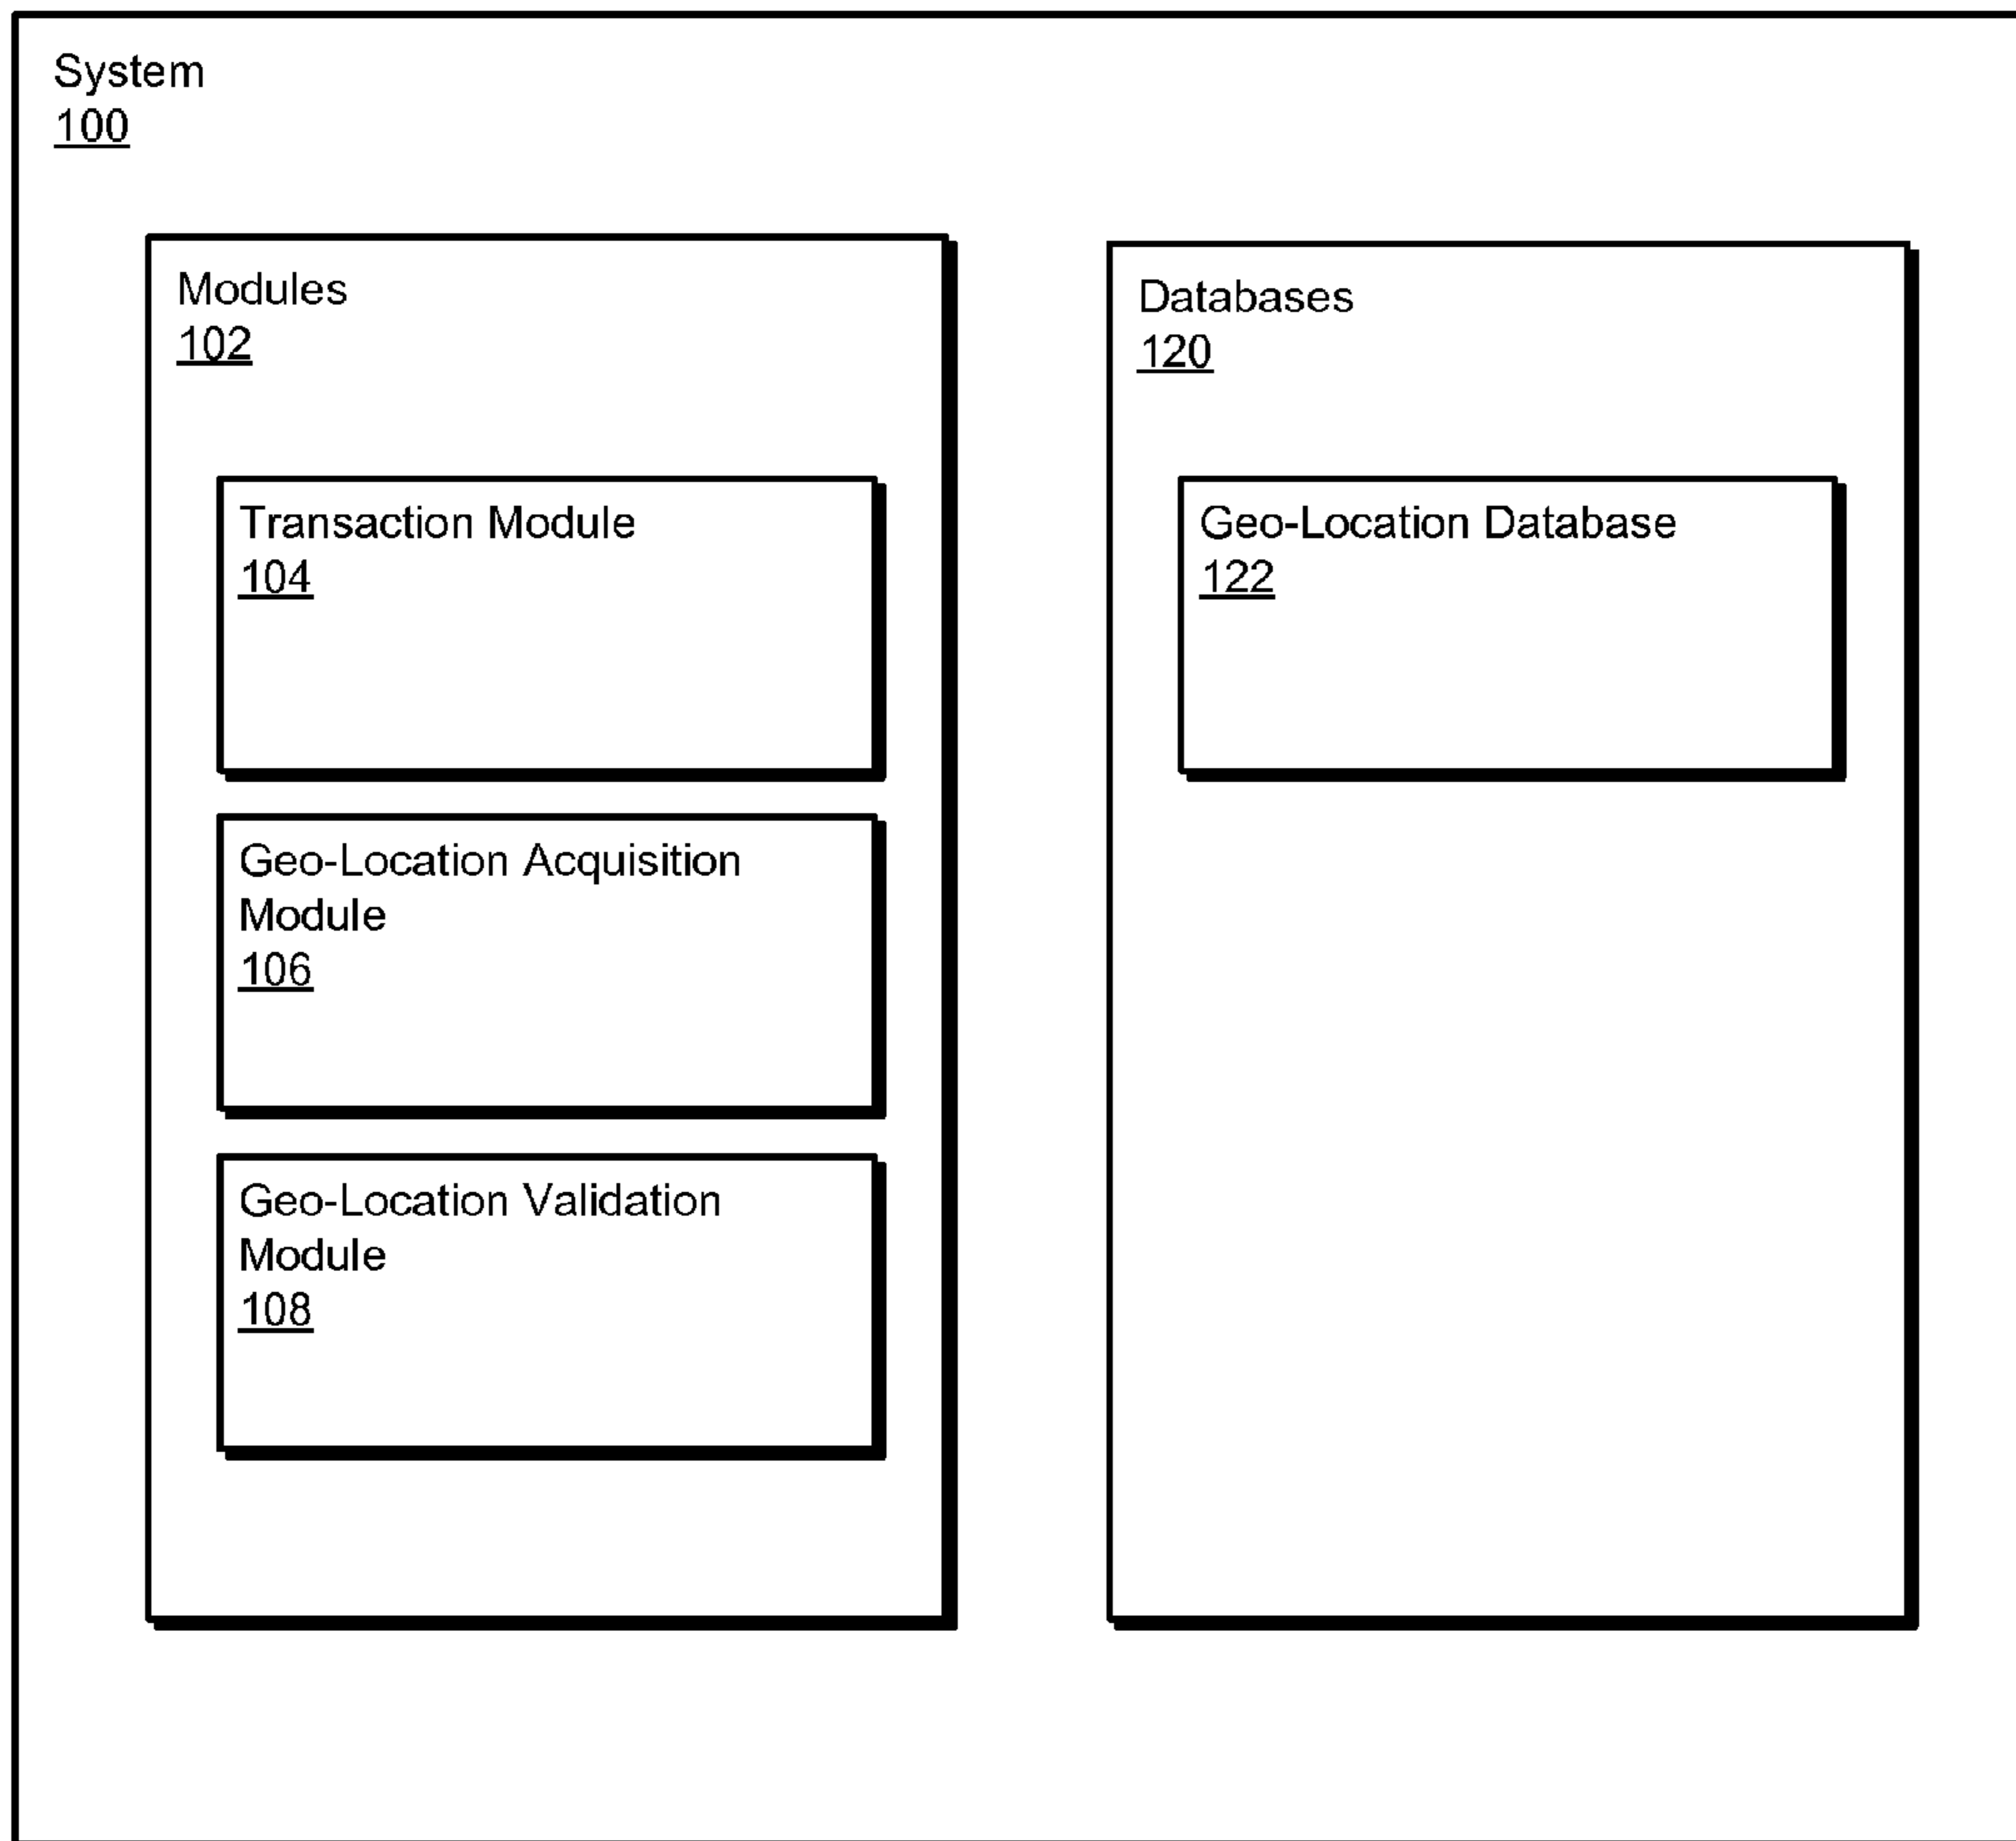 System
100
Modules
102
Transaction Module
104
Geo-Location Acquisition
Module
106
Geo-Location Validation
Module
108
Databases
120
Geo-Location Database
122